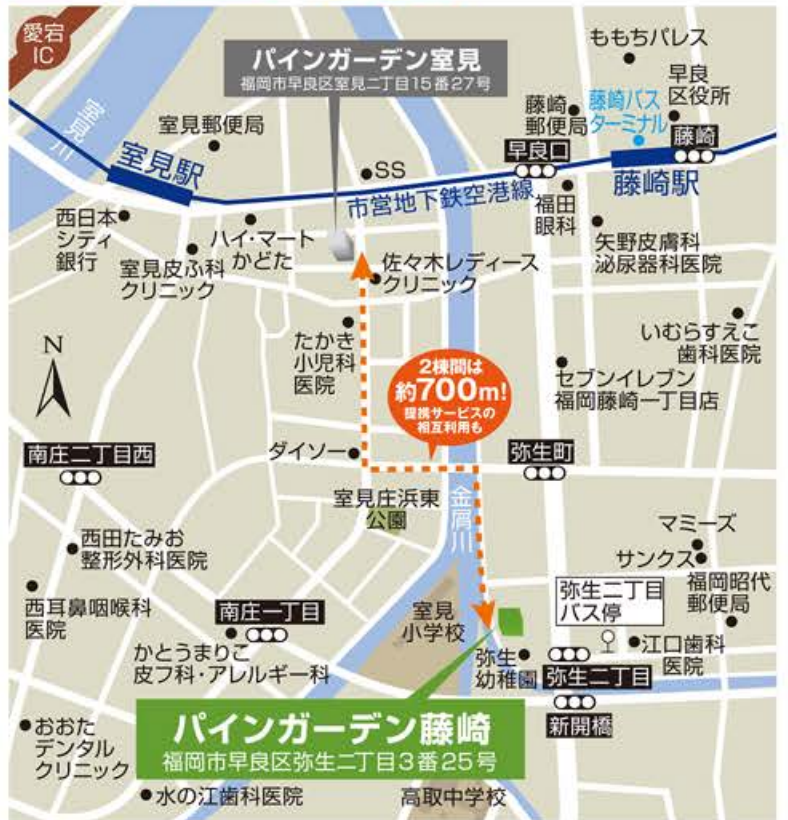 愛宕
IC
パインガーデン室見
福岡市早良区室見二丁目15番27号
ももちパレス
早良
区役所
藤崎
郵便局
藤崎バス
ターミナル
室見川
室見郵便局
早良口
藤崎
室見駅
SS
市営地下鉄空港線
藤崎駅
西日本
シティ
銀行
室見皮ふ科
クリニック
ハイ・マート
かどた
福田
眼科
矢野皮膚科
泌尿器科医院
佐々木レディース
クリニック
たかき
小児科
医院
いむらすえこ
歯科医院
N
2棟間は
約700m!
提携サービスの
相互利用も
セブンイレブン
福岡藤崎一丁目店
南庄二丁目西
ダイソー
弥生町
室見庄浜東
公園
金屑川
西田たみお
整形外科医院
マミーズ
サンクス
福岡昭代
郵便局
弥生二丁目
バス停
西耳鼻咽喉科
医院
南庄一丁目
室見
小学校
かとうまりこ
皮フ科・アレルギー科
弥生
幼稚園
江口歯科
医院
弥生二丁目
新開橋
パインガーデン藤崎
福岡市早良区弥生二丁目3番25号
おおた
デンタル
クリニック
水の江歯科医院
高取中学校